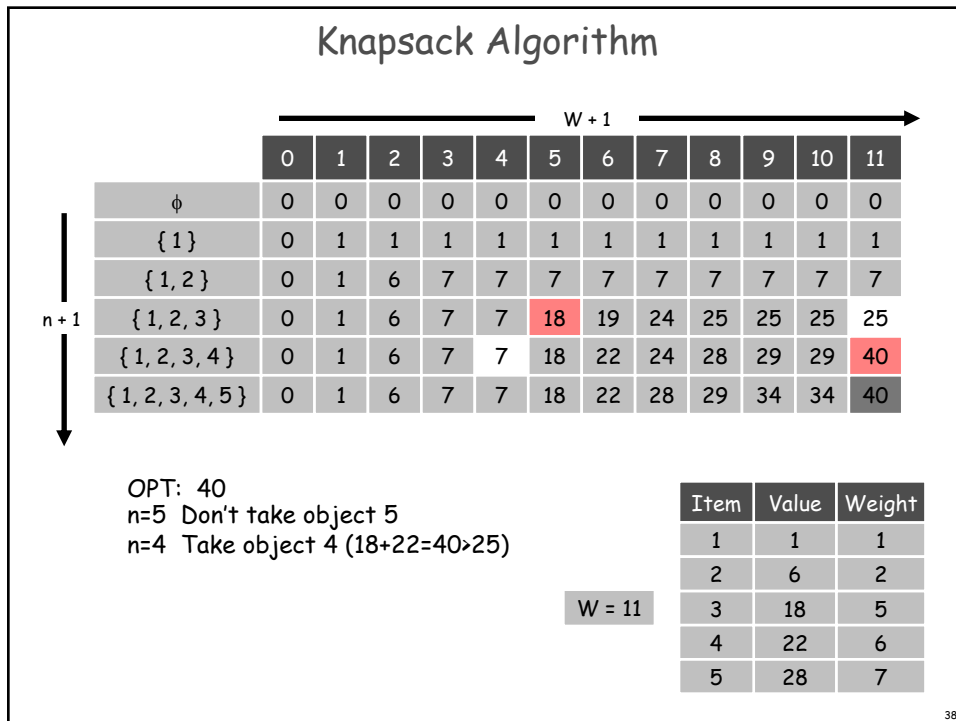 Knapsack Algorithm
W + 1
0 1 2 3 4 5 6 7 8 9 10 11
ϕ 0 0 0 0 0 0 0 0 0 0 0 0
{ 1 } 0 1 1 1 1 1 1 1 1 1 1 1
{ 1, 2 } 0 1 6 7 7 7 7 7 7 7 7 7
n + 1 { 1, 2, 3 } 0 1 6 7 7 18 19 24 25 25 25 25
{ 1, 2, 3, 4 } 0 1 6 7 7 18 22 24 28 29 29 40
{ 1, 2, 3, 4, 5 } 0 1 6 7 7 18 22 28 29 34 34 40
OPT: 40
n=5 Don't take object 5
n=4 Take object 4 (18+22=40>25)
W = 11
Item Value Weight
1 1 1
2 6 2
3 18 5
4 22 6
5 28 7
38